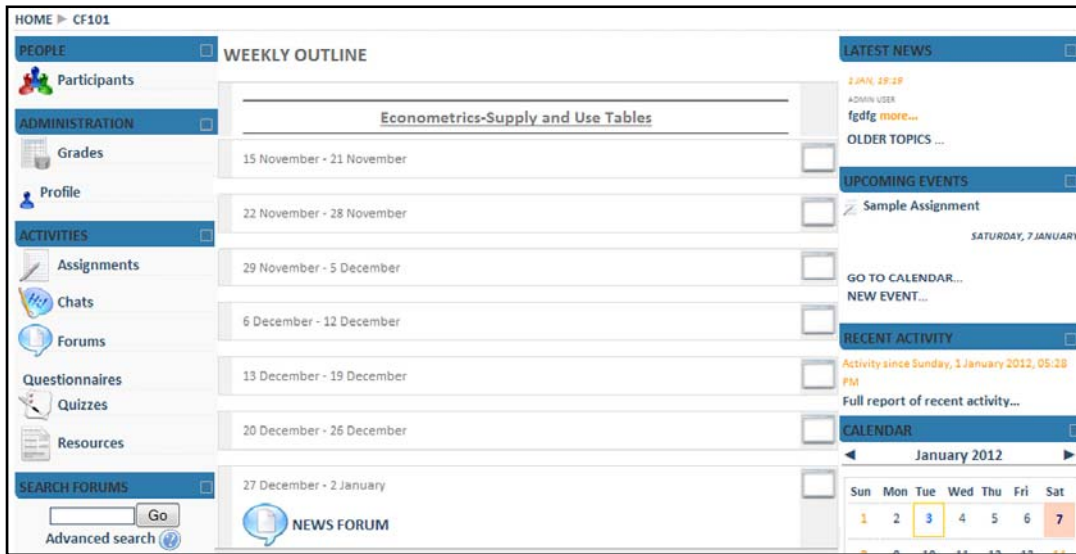 HOME ► CF101
PEOPLE
Participants
ADMINISTRATION
Grades
Profile
ACTIVITIES
Assignments
Chats
Forums
Questionnaires
Quizzes
Resources
SEARCH FORUMS
Go
Advanced search
WEEKLY OUTLINE
Econometrics-Supply and Use Tables
15 November - 21 November
22 November - 28 November
29 November - 5 December
6 December - 12 December
13 December - 19 December
20 December - 26 December
27 December - 2 January
NEWS FORUM
LATEST NEWS
1 JAN, 19:19
ADMIN USER
fgdfg more...
OLDER TOPICS ...
UPCOMING EVENTS
Sample Assignment
SATURDAY, 7 JANUARY
GO TO CALENDAR...
NEW EVENT...
RECENT ACTIVITY
Activity since Sunday, 1 January 2012, 05:28
PM
Full report of recent activity...
CALENDAR
◄ January 2012 ►
Sun Mon Tue Wed Thu Fri Sat
1 2 3 4 5 6 7